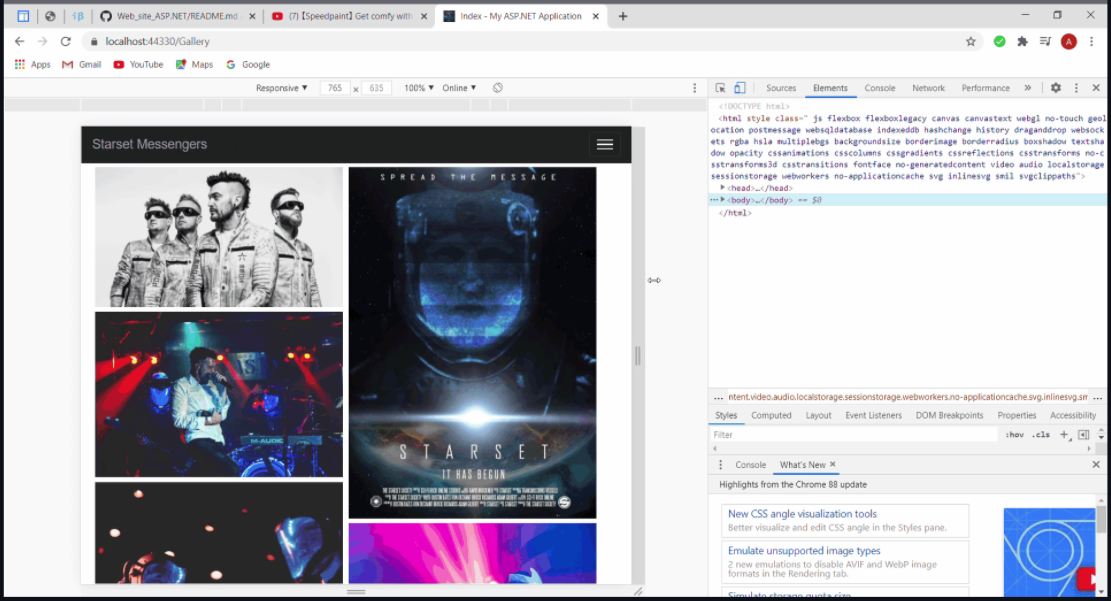 Web_site_ASP.NET/README.md
(7) [Speedpaint] Get comfy with
Index - My ASP.NET Application
localhost:44330/Gallery
A
Apps Gmail YouTube Maps Google
Responsive ▼ 765 x 635 100% ▼ Online ▼
Sources Elements Console Network Performance »
Starset Messengers
SPREAD THE MESSAGE
M-AUDIO
STARSET
IT HAS BEGUN
<!DOCTYPE html>
<html style class=" js flexbox flexboxlegacy canvas canvastext webgl no-touch geol
ocation postmessage websqldatabase indexeddb hashchange history draganddrop websock
ets rgba hsla multiplebgs backgroundsize borderimage borderradius boxshadow textsha
dow opacity cssanimations csscolumns cssgradients cssreflections csstransforms no-c
sstransforms3d csstransitions fontface no-generatedcontent video audio localstorage
sessionstorage webworkers no-applicationcache svg inlinesvg smil svgclippaths">
<head>…</head>
<body>…</body> == $0
</html>
... ntent.video.audio.localstorage.sessionstorage.webworkers.no-applicationcache.svg.inlinesvg.sm ...
Styles Computed Layout Event Listeners DOM Breakpoints Properties Accessibility
Filter :hov .cls +
Console What's New ×
Highlights from the Chrome 88 update
New CSS angle visualization tools
Better visualize and edit CSS angle in the Styles pane.
Emulate unsupported image types
2 new emulations to disable AVIF and WebP image
formats in the Rendering tab.
Simulate storage quota size